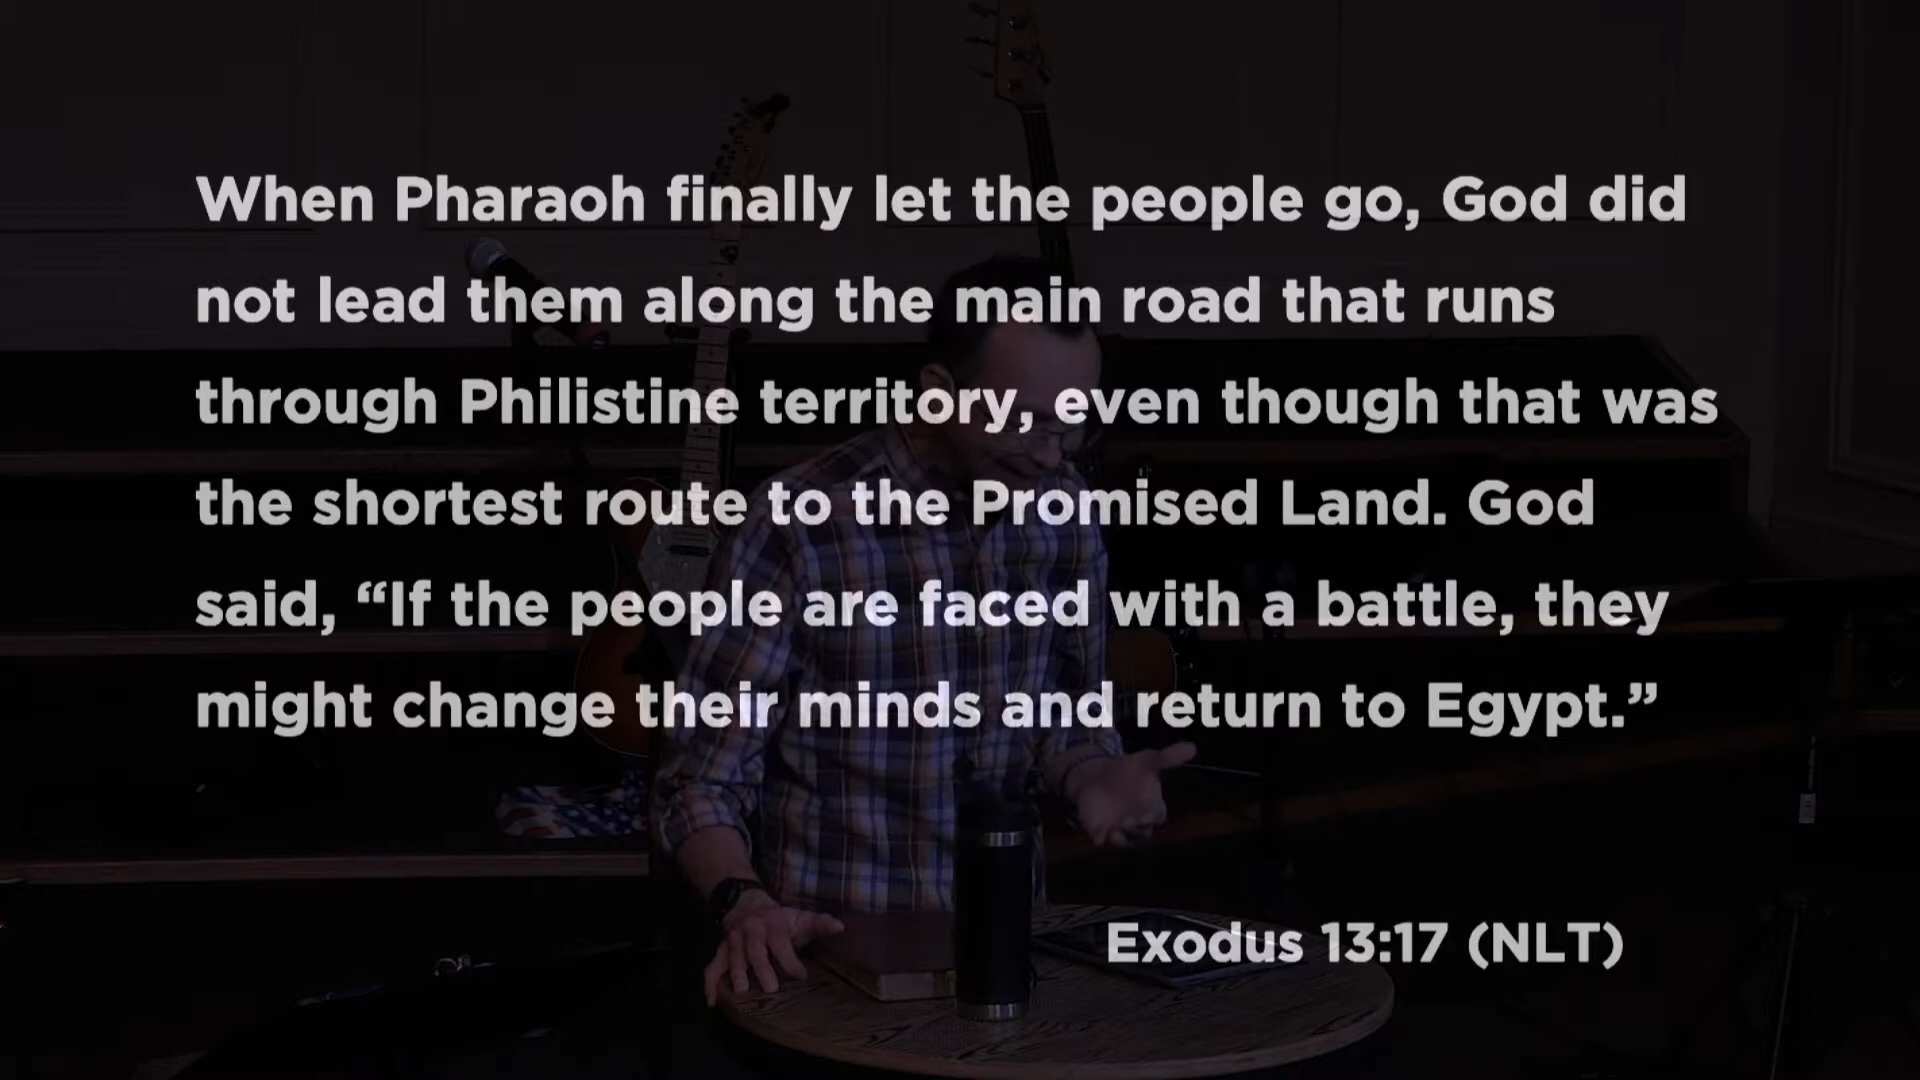 When Pharaoh finally let the people go, God did
not lead them along the main road that runs
through Philistine territory, even though that was
the shortest route to the Promised Land. God
said, “If the people are faced with a battle, they
might change their minds and return to Egypt.”
Exodus 13:17 (NLT)